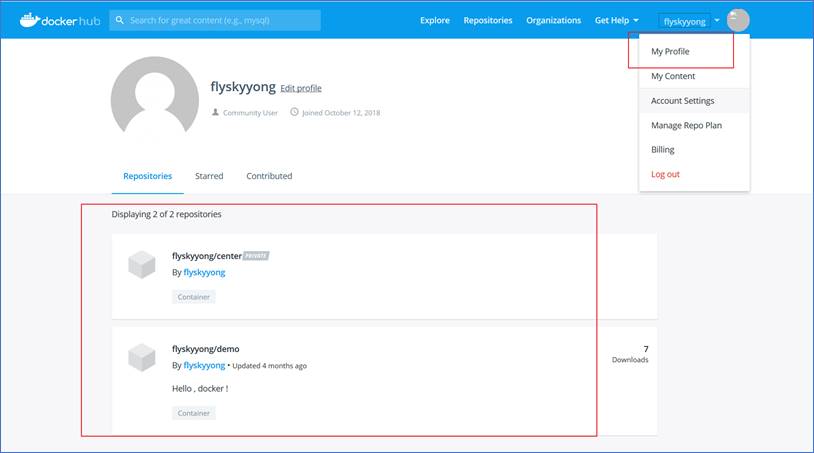 docker hub
Search for great content (e.g., mysql)
Explore Repositories Organizations Get Help flyskyyong
My Profile
My Content
Account Settings
Manage Repo Plan
Billing
Log out
flyskyyong Edit profile
Community User Joined October 12, 2018
Repositories Starred Contributed
Displaying 2 of 2 repositories
flyskyyong/center PRIVATE
By flyskyyong
Container
flyskyyong/demo
By flyskyyong • Updated 4 months ago
Hello , docker !
Container
7
Downloads